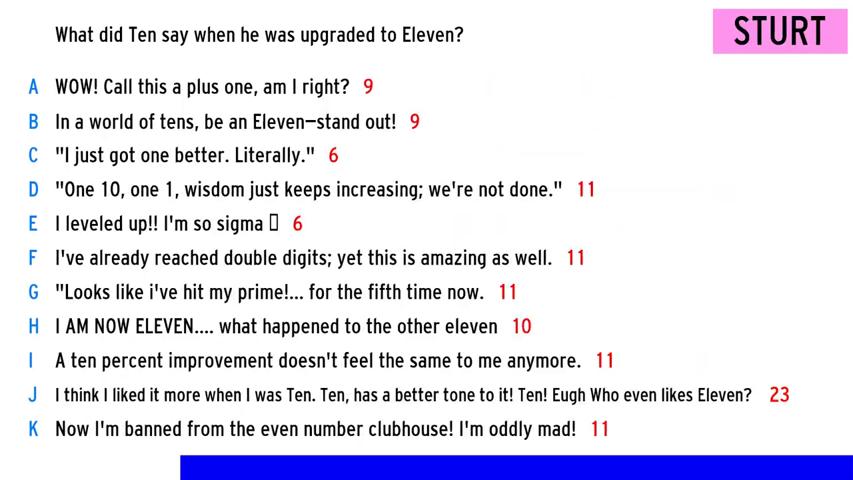 What did Ten say when he was upgraded to Eleven?
STURT
A WOW! Call this a plus one, am I right? 9
B In a world of tens, be an Eleven—stand out! 9
C "I just got one better. Literally." 6
D "One 10, one 1, wisdom just keeps increasing; we're not done." 11
E I leveled up!! I'm so sigma ▯ 6
F I've already reached double digits; yet this is amazing as well. 11
G "Looks like i've hit my prime!... for the fifth time now. 11
H I AM NOW ELEVEN.... what happened to the other eleven 10
I A ten percent improvement doesn't feel the same to me anymore. 11
J I think I liked it more when I was Ten. Ten, has a better tone to it! Ten! Eugh Who even likes Eleven? 23
K Now I'm banned from the even number clubhouse! I'm oddly mad! 11